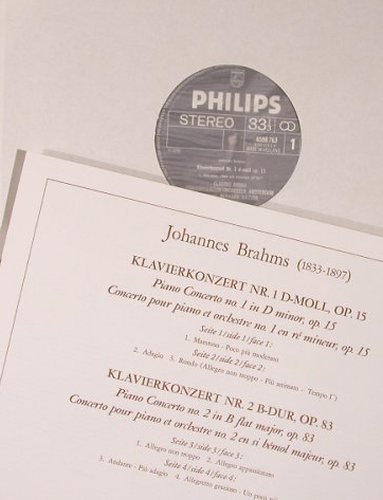 PHILIPS
STEREO 33⅓
1
Johannes Brahms (1833-1897)
KLAVIERKONZERT NR. 1 D-MOLL, OP. 15
Piano Concerto no. 1 in D minor, op. 15
Concerto pour piano et orchestre no. 1 en ré mineur, op. 15
Seite 1/side 1/face 1:
1. Maestoso - Poco più moderato
Seite 2/side 2/face 2:
2. Adagio 3. Rondo (Allegro non troppo - Più animato - Tempo I°)
KLAVIERKONZERT NR. 2 B-DUR, OP. 83
Piano Concerto no. 2 in B flat major, op. 83
Concerto pour piano et orchestre no. 2 en si bémol majeur, op. 83
Seite 3/side 3/face 3:
1. Allegro non troppo 2. Allegro appassionato
Seite 4/side 4/face 4:
3. Andante - Più adagio 4. Allegretto grazioso - Un poco